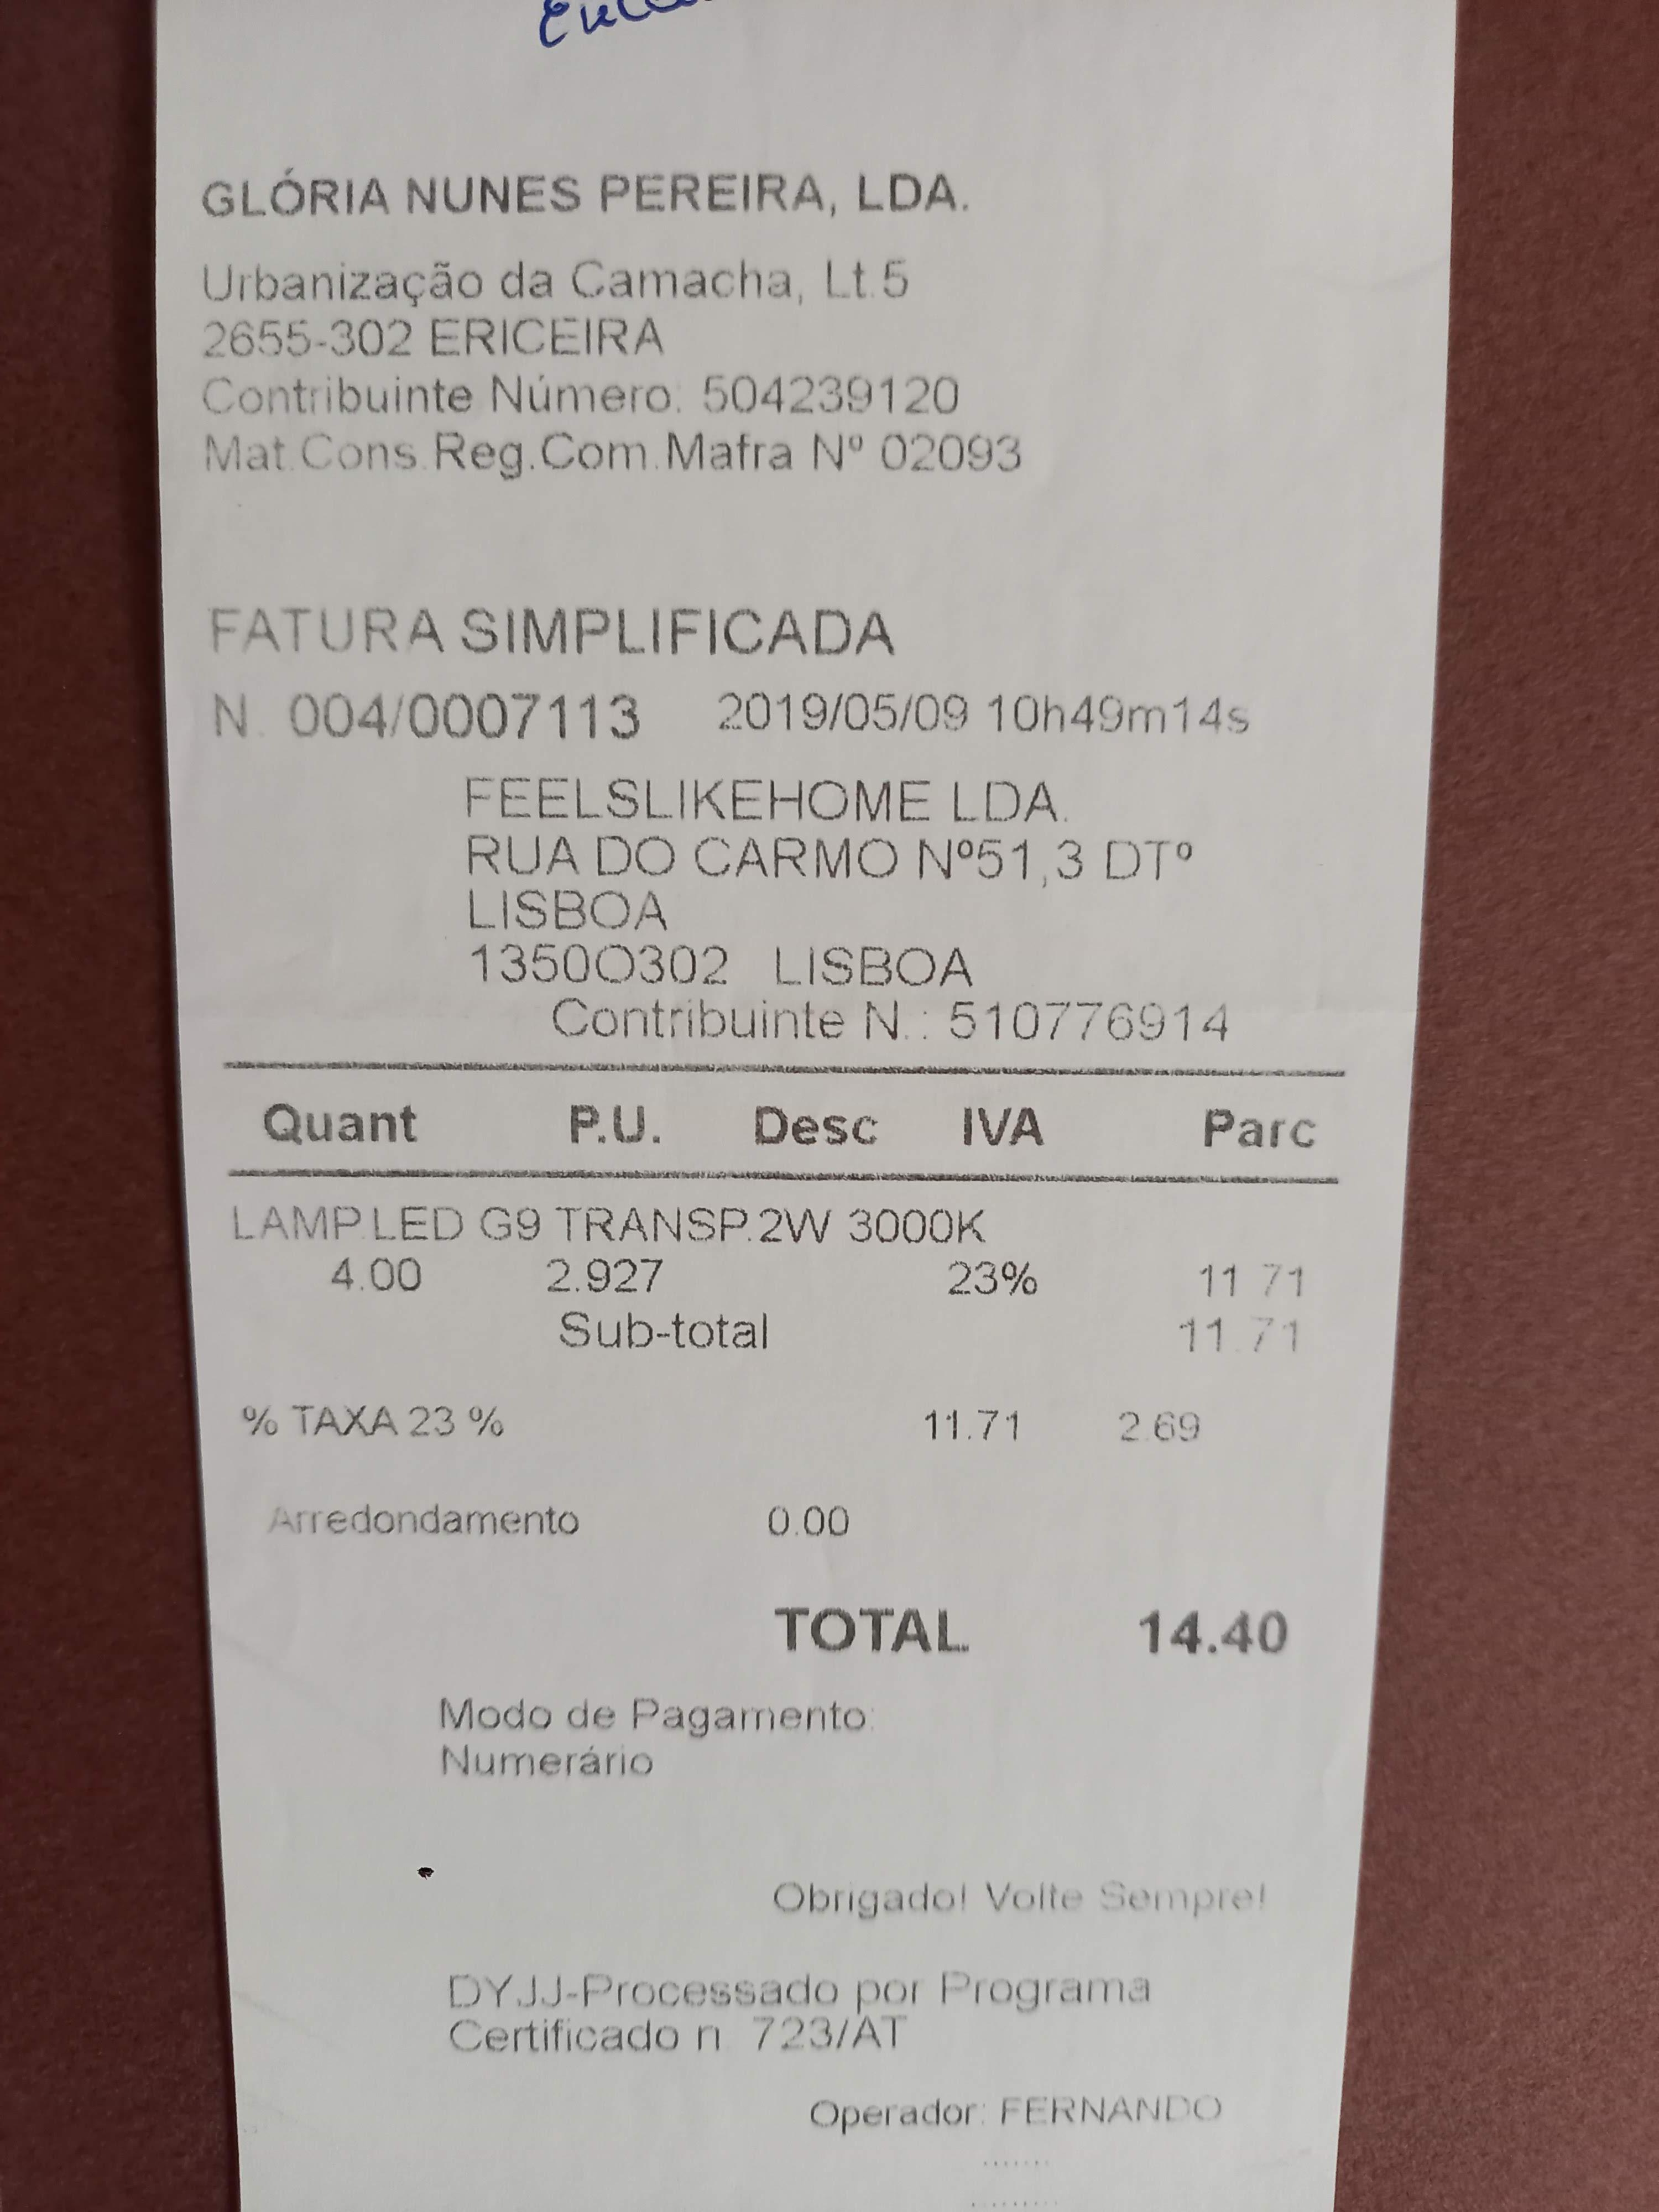 GLÓRIA NUNES PEREIRA, LDA.
Urbanização da Camacha, Lt.5
2655-302 ERICEIRA
Contribuinte Número: 504239120
Mat.Cons.Reg.Com.Mafra Nº 02093
FATURA SIMPLIFICADA
N. 004/0007113 2019/05/09 10h49m14s
FEELSLIKEHOME LDA.
RUA DO CARMO Nº51,3 DTº
LISBOA
1350O302 LISBOA
Contribuinte N.: 510776914
Quant P.U. Desc IVA Parc
LAMP.LED G9 TRANSP.2W 3000K
4.00 2.927 23% 11.71
Sub-total 11.71
% TAXA 23 % 11.71 2.69
Arredondamento 0.00
TOTAL 14.40
Modo de Pagamento:
Numerário
Obrigado! Volte Sempre!
DYJJ-Processado por Programa
Certificado n. 723/AT
Operador: FERNANDO